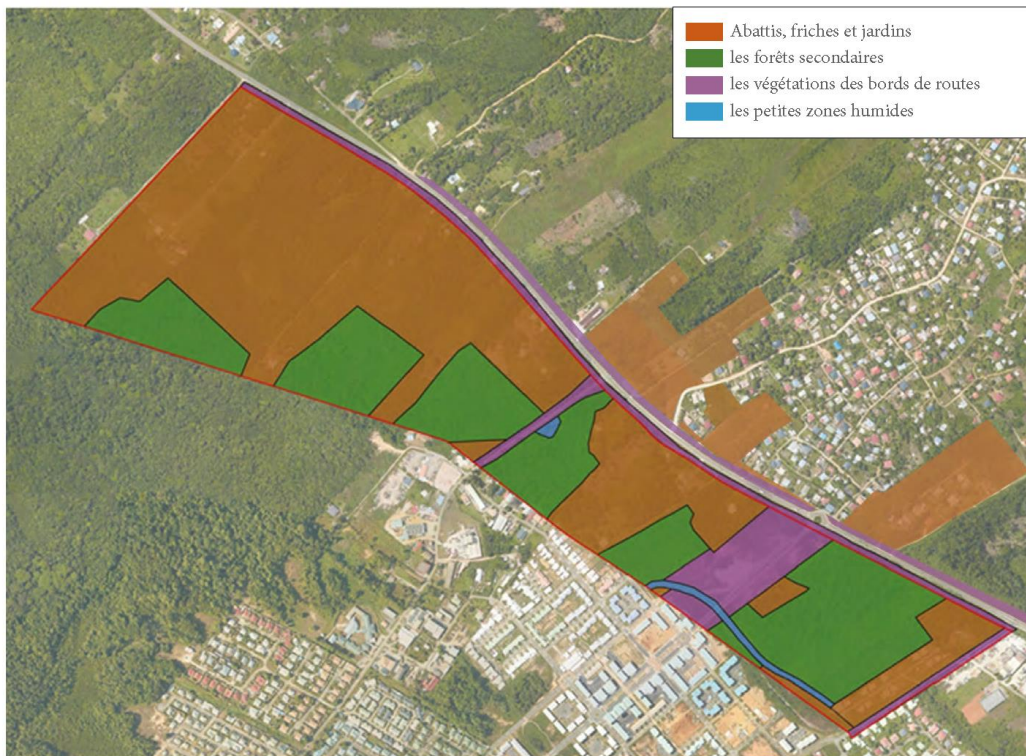 Abattis, friches et jardins
les forêts secondaires
les végétations des bords de routes
les petites zones humides